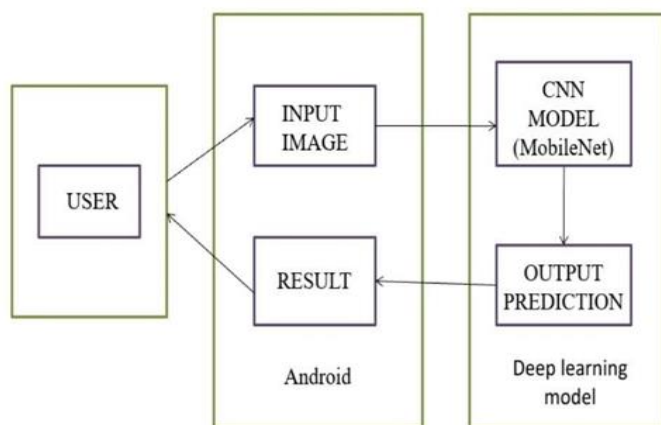 USER
INPUT
IMAGE
RESULT
Android
CNN
MODEL
(MobileNet)
OUTPUT
PREDICTION
Deep learning
model